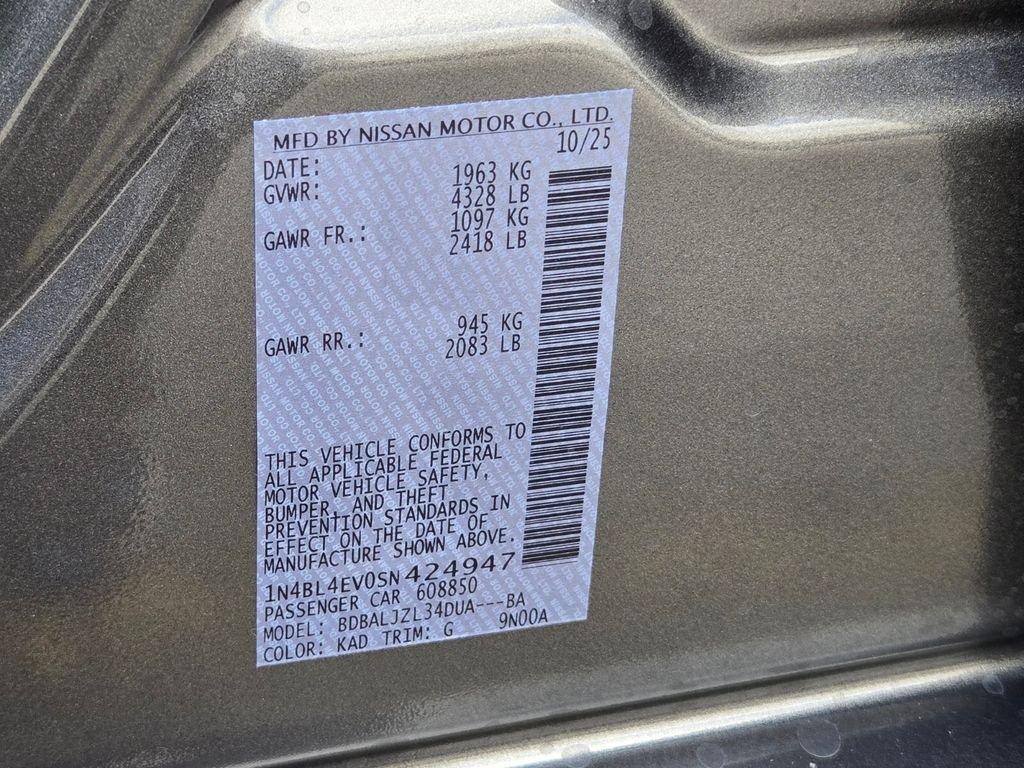 MFD BY NISSAN MOTOR CO., LTD.
DATE: 10/25
GVWR: 1963 KG
4328 LB
GAWR FR.: 1097 KG
2418 LB
GAWR RR.: 945 KG
2083 LB
THIS VEHICLE CONFORMS TO
ALL APPLICABLE FEDERAL
MOTOR VEHICLE SAFETY,
BUMPER, AND THEFT
PREVENTION STANDARDS IN
EFFECT ON THE DATE OF
MANUFACTURE SHOWN ABOVE.
1N4BL4EV0SN424947
PASSENGER CAR 608850
MODEL: BDBALJZL34DUA---BA
COLOR: KAD TRIM: G 9N00A